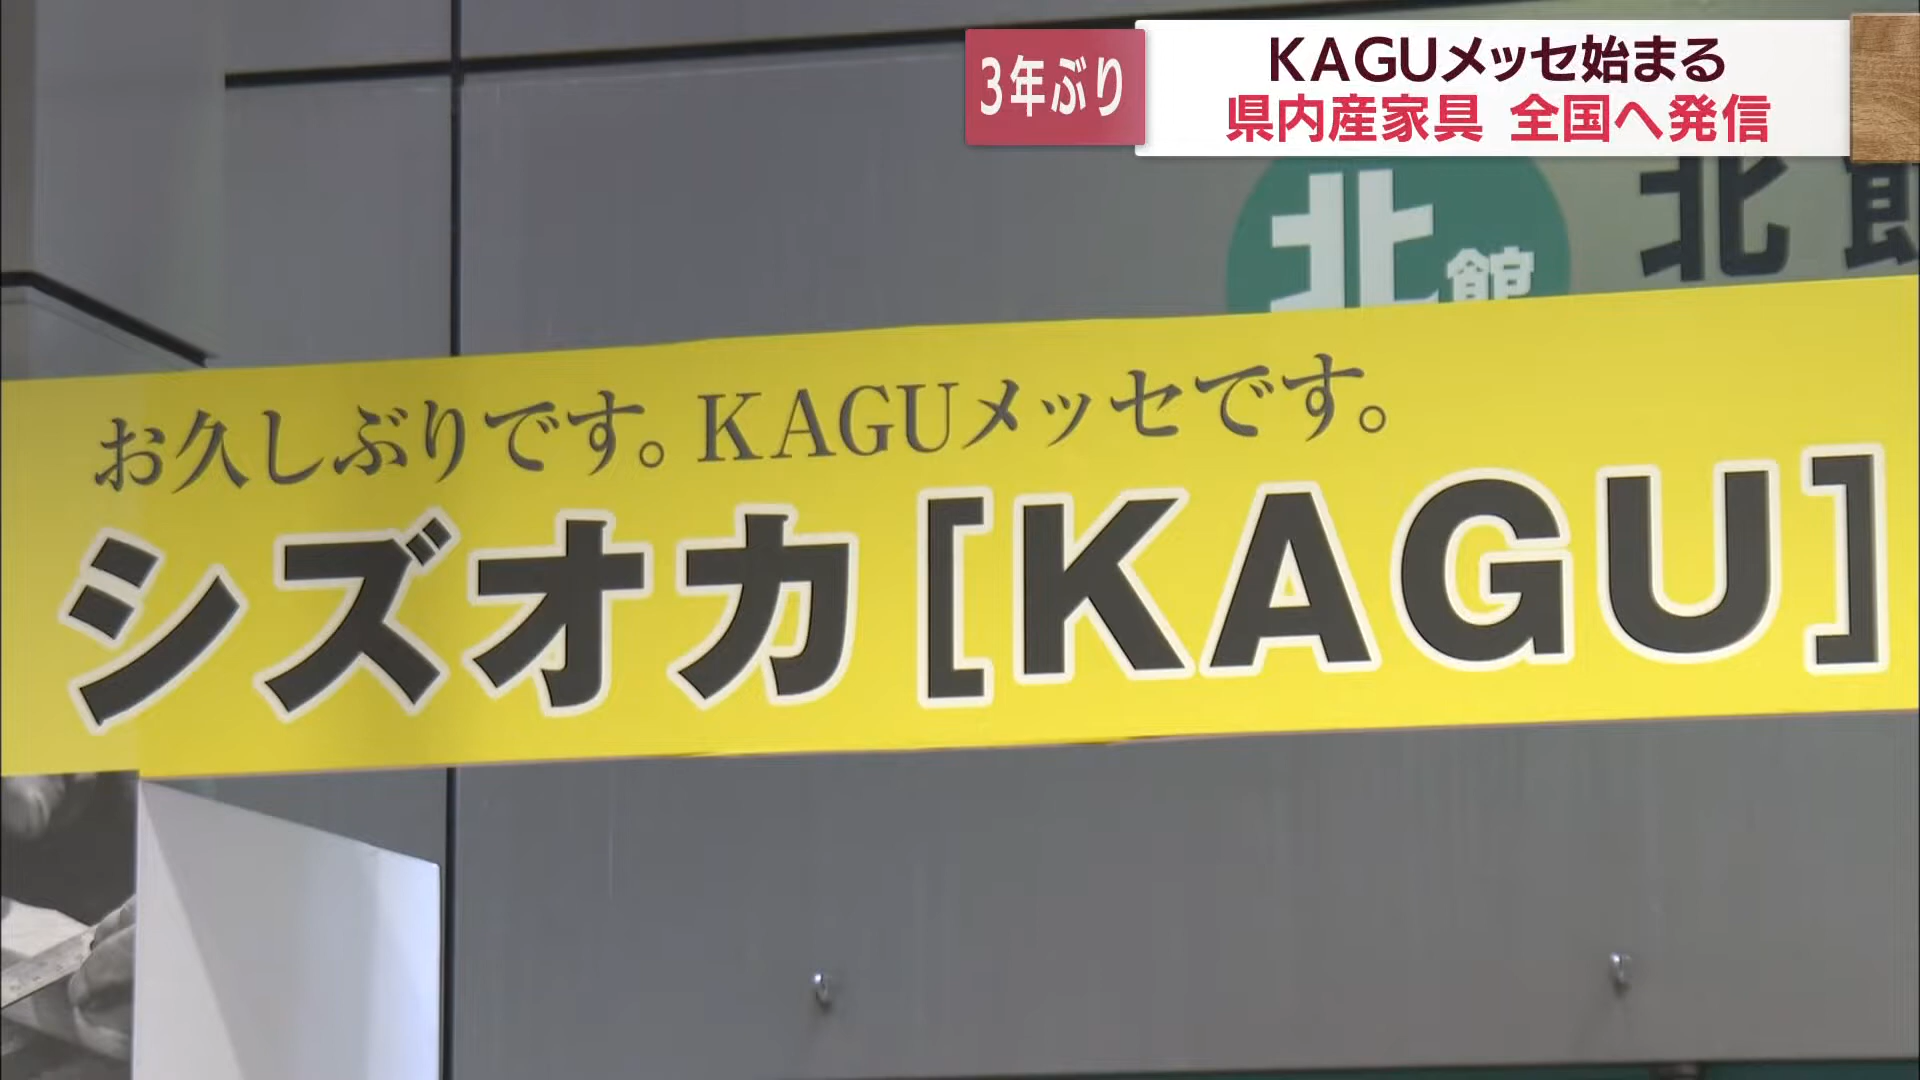 3年ぶり
KAGUメッセ始まる
県内産家具 全国へ発信
北館
北館
お久しぶりです。KAGUメッセです。
シズオカ[KAGU]